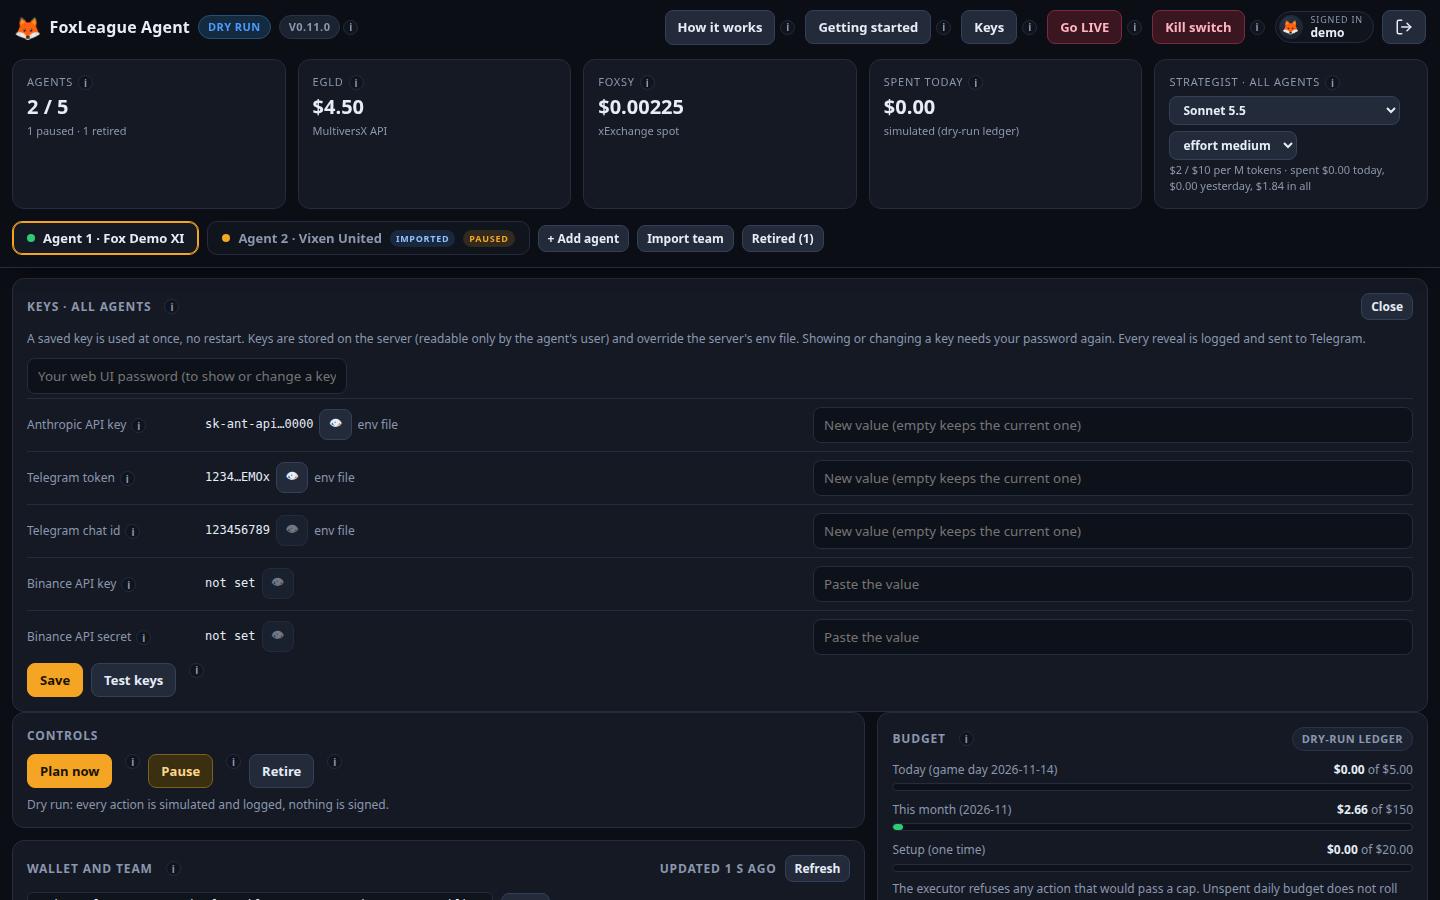 FoxLeague Agent DRY RUN V0.11.0 i How it works i Getting started i Keys i Go LIVE i Kill switch i SIGNED IN demo
AGENTS i
2 / 5
1 paused · 1 retired
EGLD i
$4.50
MultiversX API
FOXSY i
$0.00225
xExchange spot
SPENT TODAY i
$0.00
simulated (dry-run ledger)
STRATEGIST · ALL AGENTS i
Sonnet 5.5
effort medium
$2 / $10 per M tokens · spent $0.00 today,
$0.00 yesterday, $1.84 in all
Agent 1 · Fox Demo XI Agent 2 · Vixen United IMPORTED PAUSED + Add agent Import team Retired (1)
KEYS · ALL AGENTS i Close
A saved key is used at once, no restart. Keys are stored on the server (readable only by the agent's user) and override the server's env file. Showing or changing a key needs your password again. Every reveal is logged and sent to Telegram.
Your web UI password (to show or change a key
Anthropic API key i sk-ant-api…0000 env file New value (empty keeps the current one)
Telegram token i 1234…EMOx env file New value (empty keeps the current one)
Telegram chat id i 123456789 env file New value (empty keeps the current one)
Binance API key i not set Paste the value
Binance API secret i not set Paste the value
Save Test keys i
CONTROLS
Plan now i Pause i Retire i
Dry run: every action is simulated and logged, nothing is signed.
WALLET AND TEAM i UPDATED 1 S AGO Refresh
BUDGET i DRY-RUN LEDGER
Today (game day 2026-11-14) $0.00 of $5.00
This month (2026-11) $2.66 of $150
Setup (one time) $0.00 of $20.00
The executor refuses any action that would pass a cap. Unspent daily budget does not roll